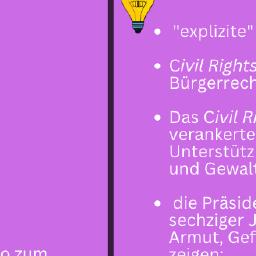 "explizite"
Civil Rights
Bürgerrech
Das Civil Ri
verankerte
Unterstütz
und Gewalt
die Präside
sechziger J
Armut, Gef
zeigen:
o zum